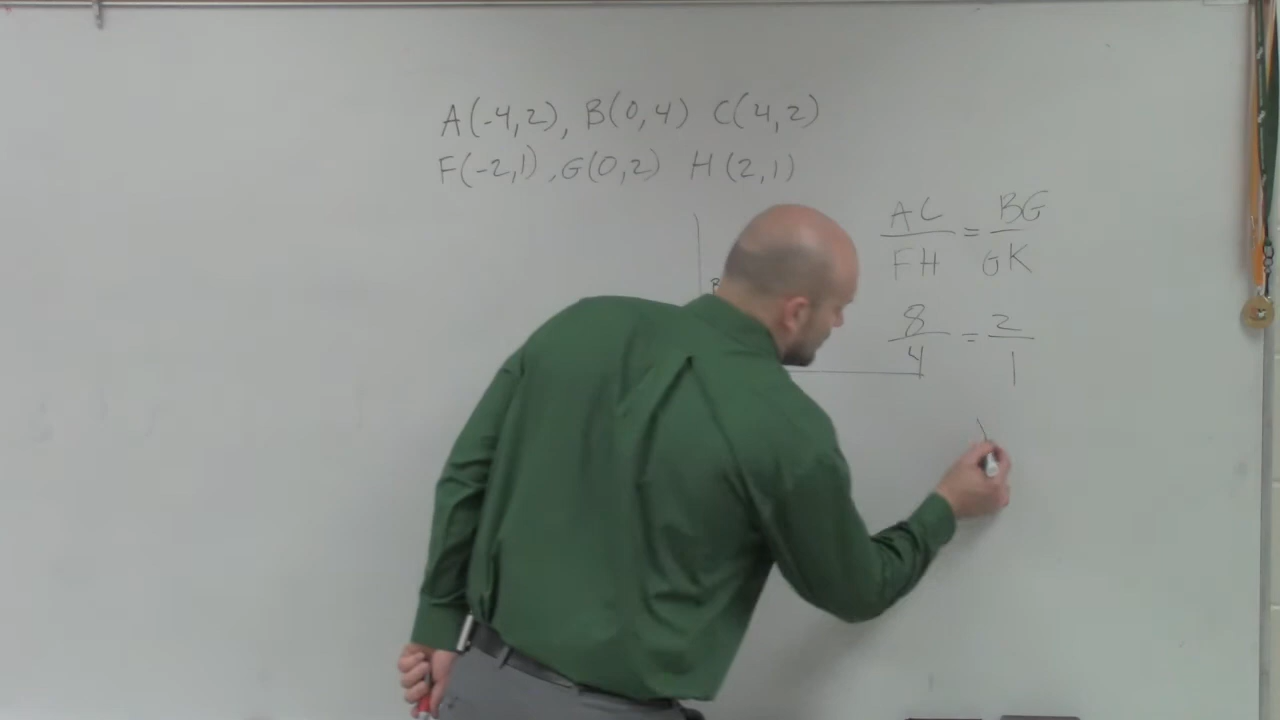 A(-4,2), B(0,4) C(4,2)
F(-2,1), G(0,2) H(2,1)
AC/FH = BG/GK
8/4 = 2/1
B